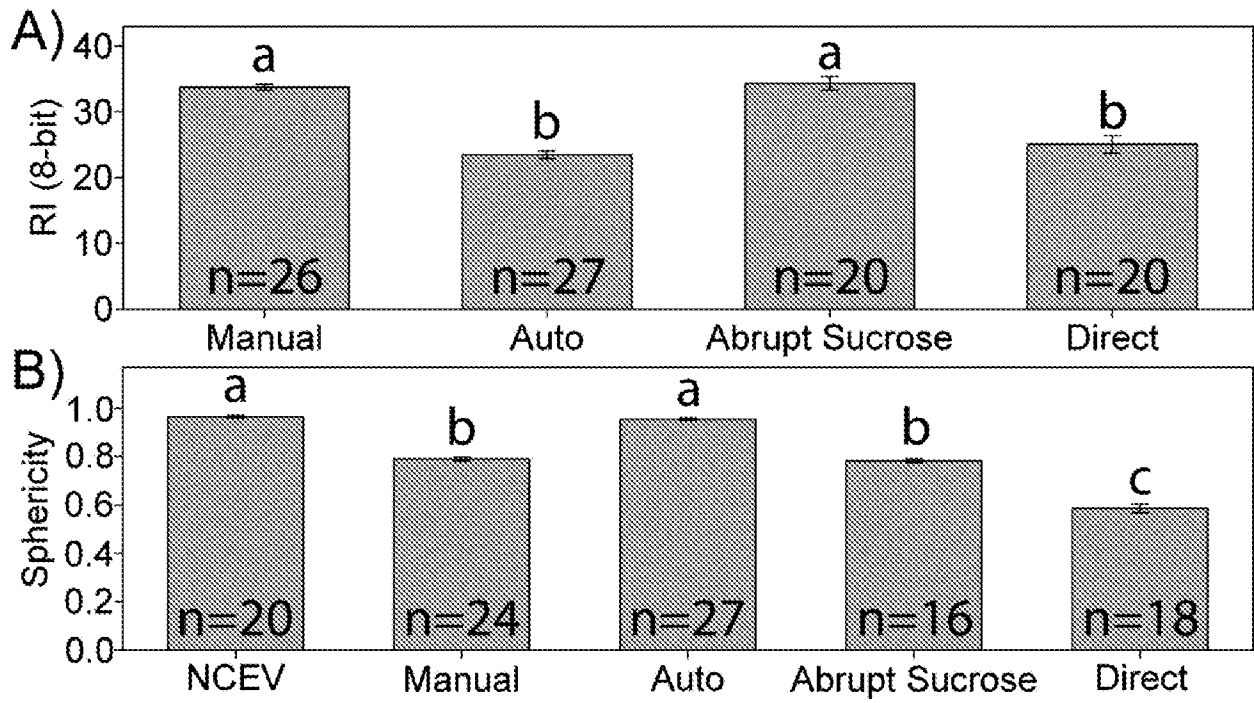 A)
RI (8-bit)
40
30
20
10
0
a
b
a
b
n=26
n=27
n=20
n=20
Manual
Auto
Abrupt Sucrose
Direct
B)
Sphericity
1.0
0.8
0.6
0.4
0.2
0.0
a
b
a
b
c
n=20
n=24
n=27
n=16
n=18
NCEV
Manual
Auto
Abrupt Sucrose
Direct